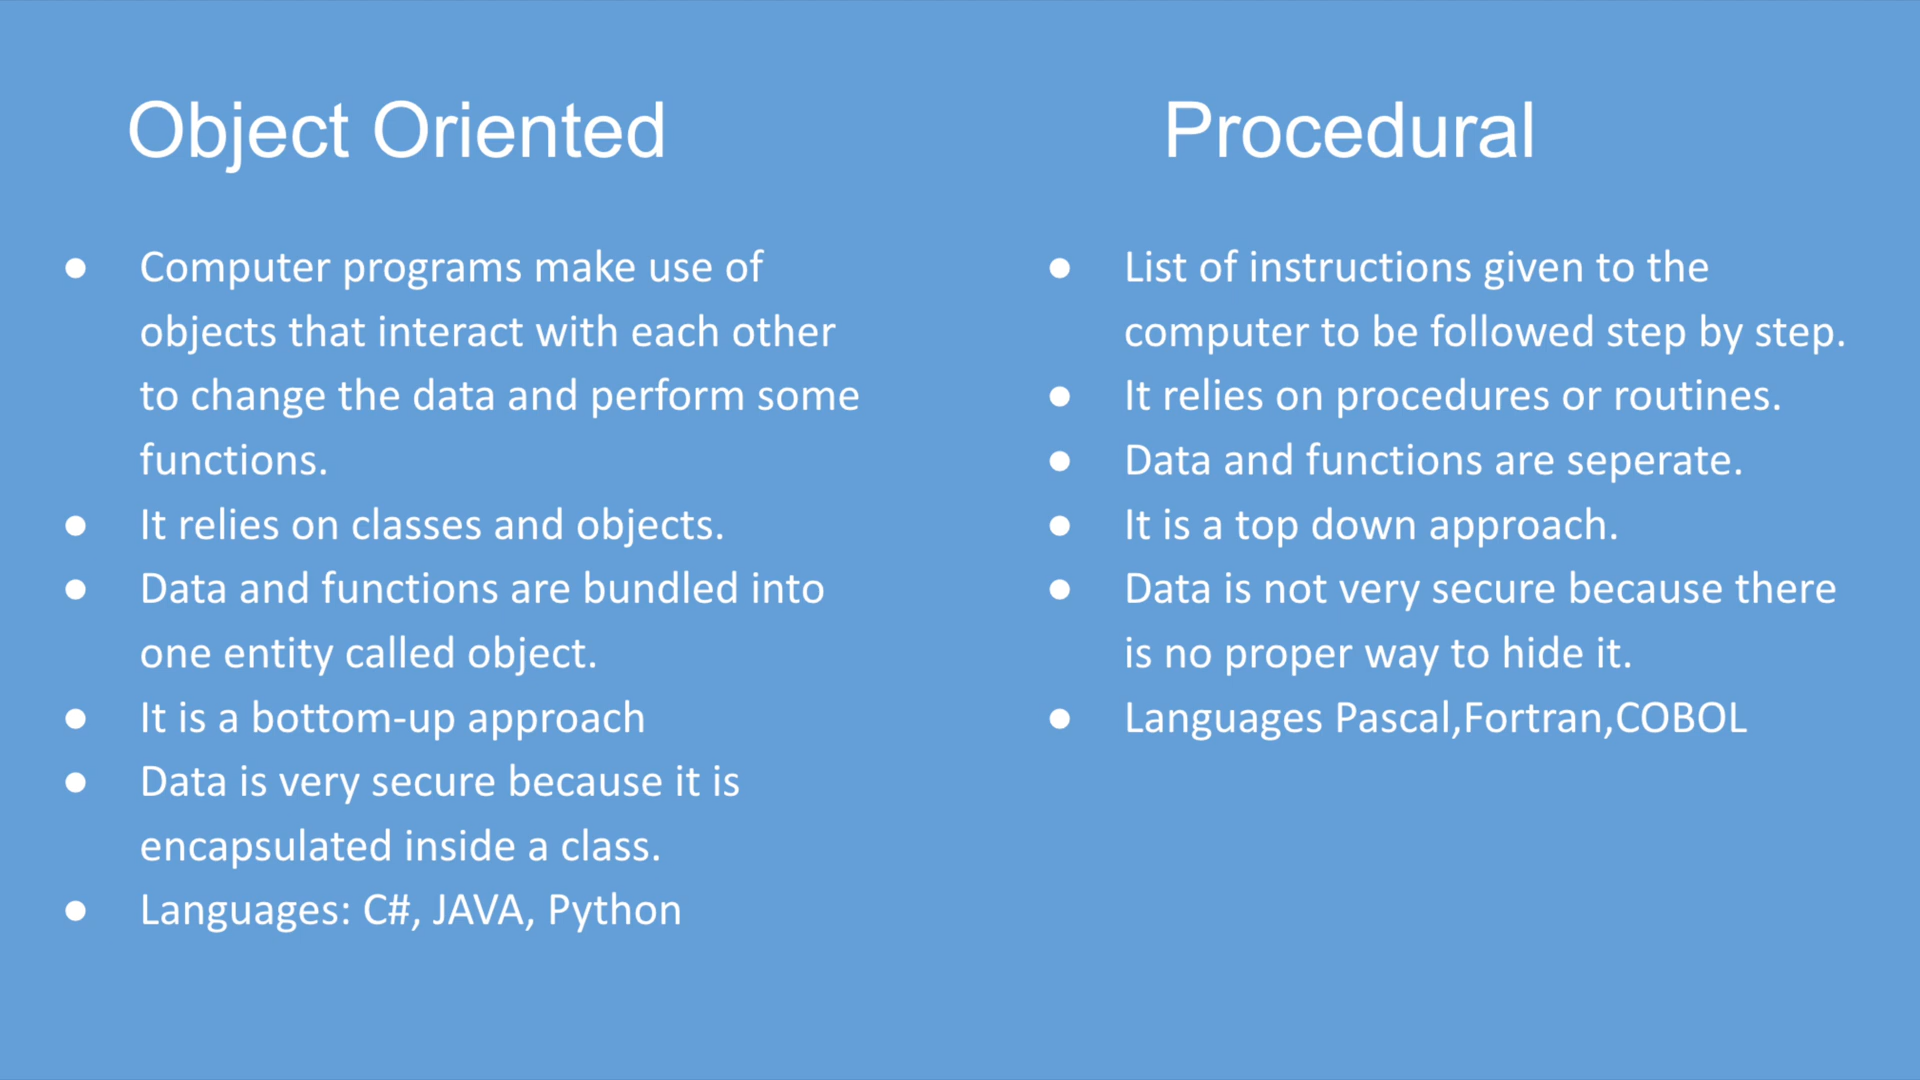 Object Oriented
● Computer programs make use of
objects that interact with each other
to change the data and perform some
functions.
● It relies on classes and objects.
● Data and functions are bundled into
one entity called object.
● It is a bottom-up approach
● Data is very secure because it is
encapsulated inside a class.
● Languages: C#, JAVA, Python
Procedural
● List of instructions given to the
computer to be followed step by step.
● It relies on procedures or routines.
● Data and functions are seperate.
● It is a top down approach.
● Data is not very secure because there
is no proper way to hide it.
● Languages Pascal,Fortran,COBOL